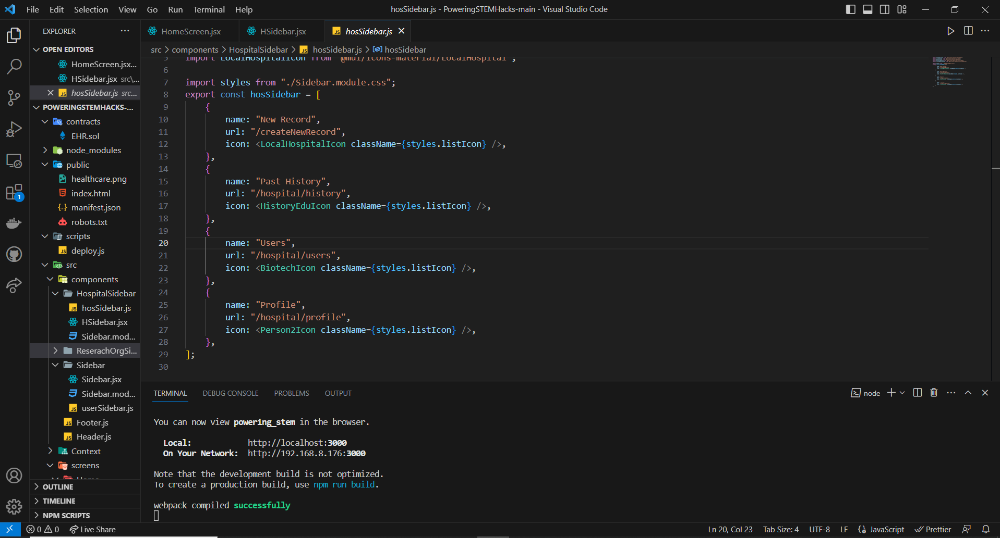 File Edit Selection View Go Run Terminal Help
hosSidebar.js - PoweringSTEMHacks-main - Visual Studio Code
EXPLORER
OPEN EDITORS
HomeScreen.jsx...
HSidebar.jsx src\...
hosSidebar.js src...
POWERINGSTEMHACKS-...
contracts
EHR.sol
node_modules
public
healthcare.png
index.html
manifest.json
robots.txt
scripts
deploy.js
src
components
HospitalSidebar
hosSidebar.js
HSidebar.jsx
Sidebar.mod...
ReserachOrgSi...
Sidebar
Sidebar.jsx
Sidebar.mod...
userSidebar.js
Footer.js
Header.js
Context
screens
Home
OUTLINE
TIMELINE
NPM SCRIPTS
1
HomeScreen.jsx
HSidebar.jsx
JS hosSidebar.js
src > components > HospitalSidebar > JS hosSidebar.js > hosSidebar
5 import LocalHospitalIcon from "@mui/icons-material/LocalHospital";
6
7 import styles from "./Sidebar.module.css";
8 export const hosSidebar = [
9 {
10 name: "New Record",
11 url: "/createNewRecord",
12 icon: <LocalHospitalIcon className={styles.listIcon} />,
13 },
14 {
15 name: "Past History",
16 url: "/hospital/history",
17 icon: <HistoryEduIcon className={styles.listIcon} />,
18 },
19 {
20 name: "Users",
21 url: "/hospital/users",
22 icon: <BiotechIcon className={styles.listIcon} />,
23 },
24 {
25 name: "Profile",
26 url: "/hospital/profile",
27 icon: <Person2Icon className={styles.listIcon} />,
28 },
29 ];
30
TERMINAL DEBUG CONSOLE PROBLEMS OUTPUT
node
You can now view powering_stem in the browser.
Local: http://localhost:3000
On Your Network: http://192.168.8.176:3000
Note that the development build is not optimized.
To create a production build, use npm run build.
webpack compiled successfully
0 0 Live Share
Ln 20, Col 23 Tab Size: 4 UTF-8 LF JavaScript Prettier